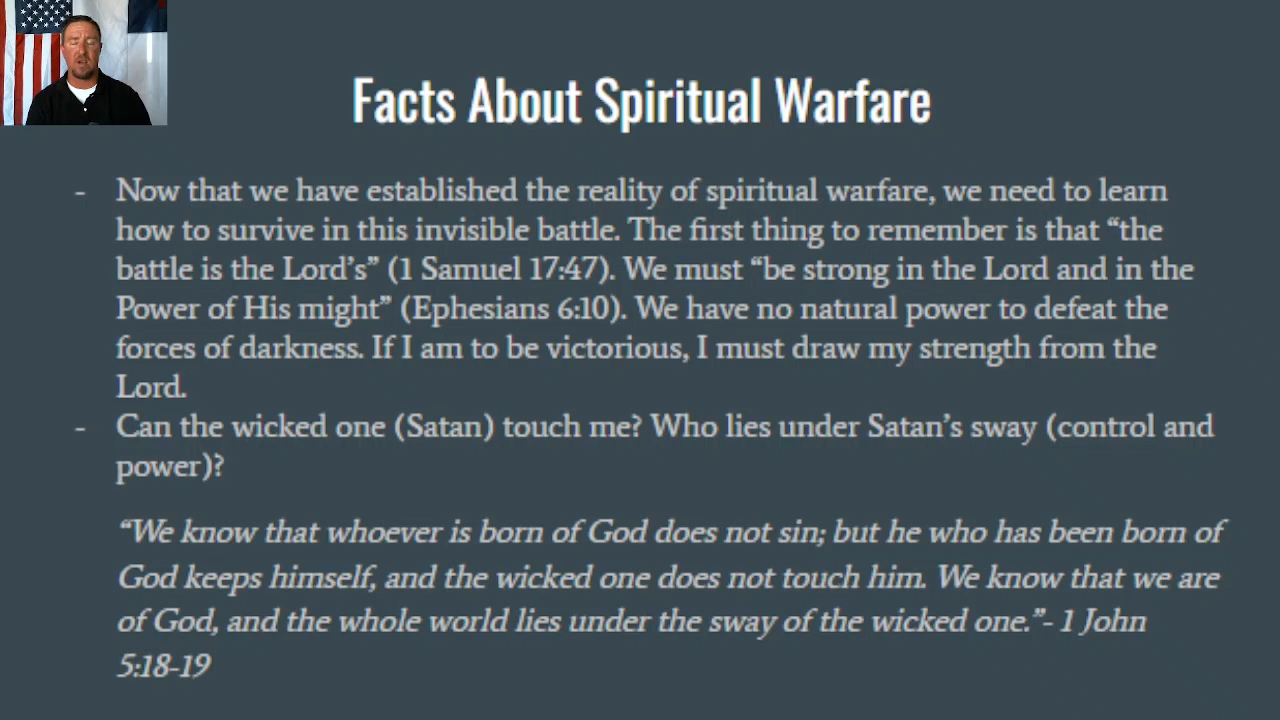 Facts About Spiritual Warfare
- Now that we have established the reality of spiritual warfare, we need to learn
how to survive in this invisible battle. The first thing to remember is that “the
battle is the Lord’s” (1 Samuel 17:47). We must “be strong in the Lord and in the
Power of His might” (Ephesians 6:10). We have no natural power to defeat the
forces of darkness. If I am to be victorious, I must draw my strength from the
Lord.
- Can the wicked one (Satan) touch me? Who lies under Satan’s sway (control and
power)?
“We know that whoever is born of God does not sin; but he who has been born of
God keeps himself, and the wicked one does not touch him. We know that we are
of God, and the whole world lies under the sway of the wicked one.”- 1 John
5:18-19